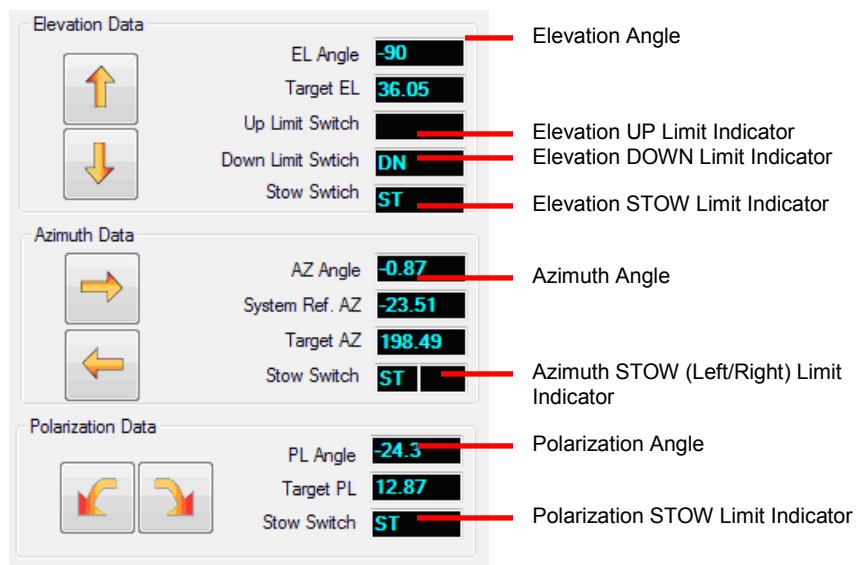 Elevation Data
EL Angle -90 Elevation Angle
Target EL 36.05
Up Limit Switch Elevation UP Limit Indicator
Down Limit Swtich DN Elevation DOWN Limit Indicator
Stow Swtich ST Elevation STOW Limit Indicator
Azimuth Data
AZ Angle -0.87 Azimuth Angle
System Ref. AZ -23.51
Target AZ 198.49
Stow Switch ST Azimuth STOW (Left/Right) Limit
Indicator
Polarization Data
PL Angle -24.3 Polarization Angle
Target PL 12.87
Stow Switch ST Polarization STOW Limit Indicator